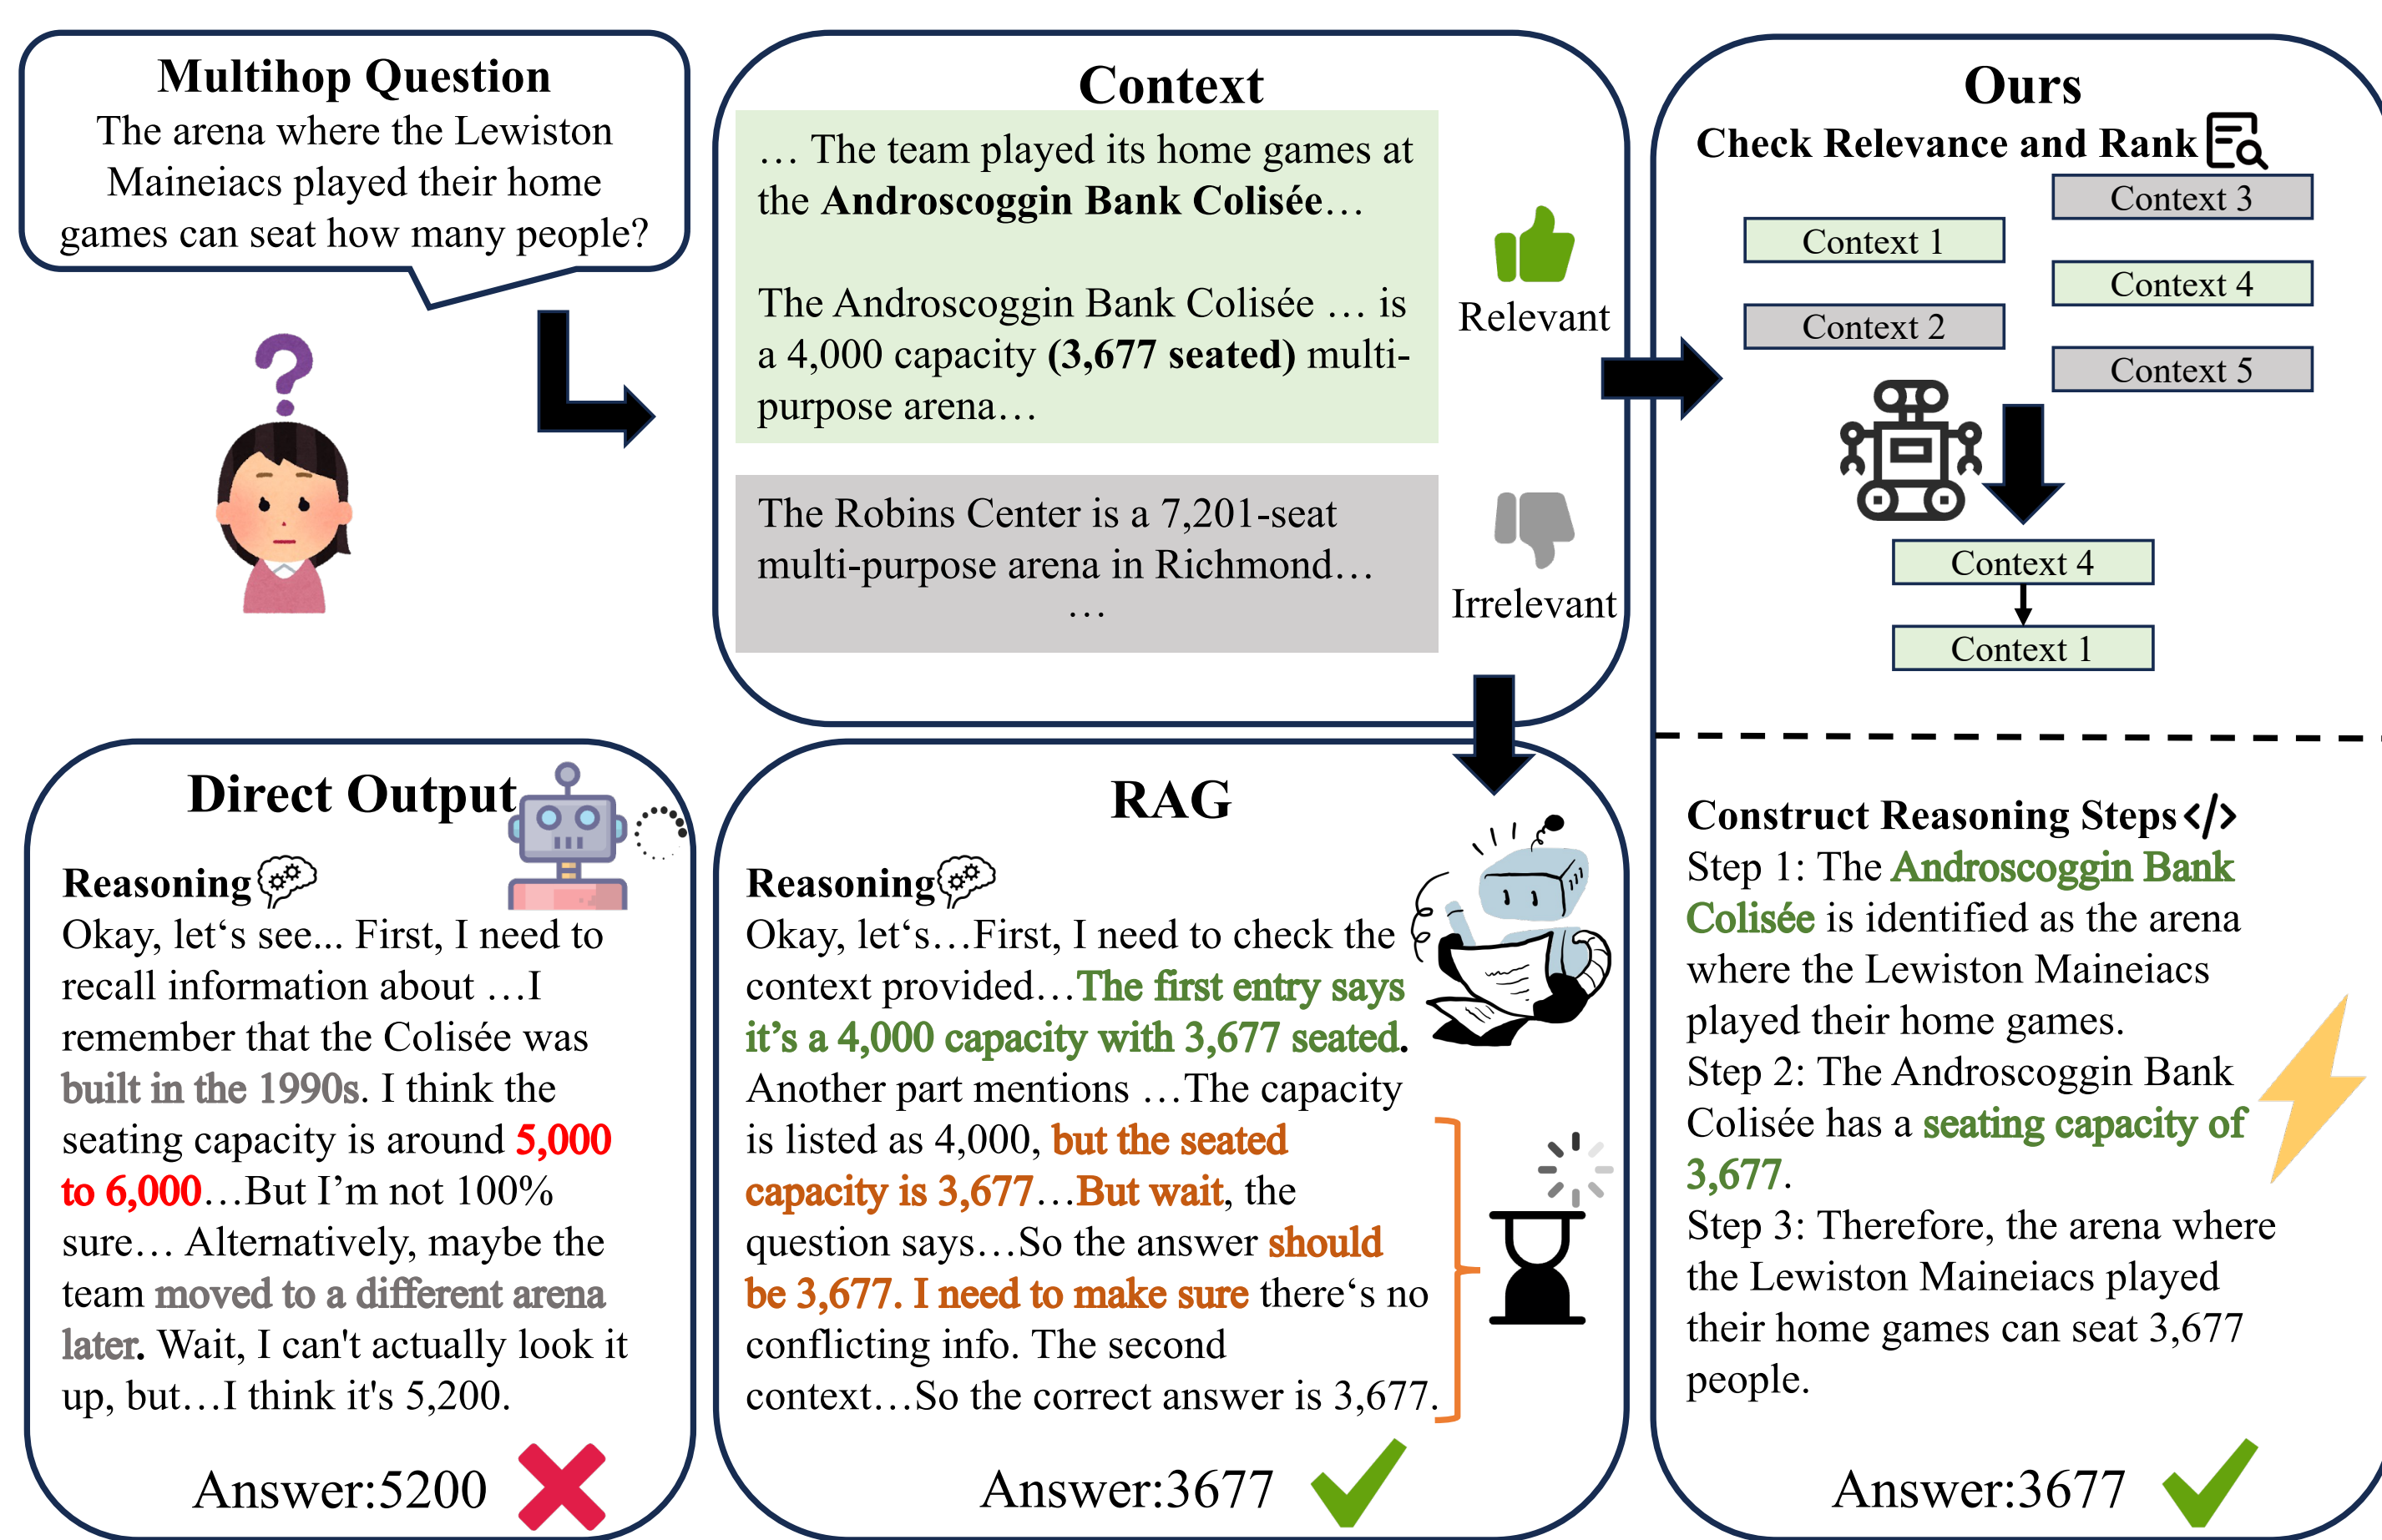 Multihop Question
The arena where the Lewiston
Maineiacs played their home
games can seat how many people?
?
Context
… The team played its home games at
the Androscoggin Bank Colisée…
The Androscoggin Bank Colisée … is
a 4,000 capacity (3,677 seated) multi-
purpose arena…
Relevant
The Robins Center is a 7,201-seat
multi-purpose arena in Richmond…
…
Irrelevant
Ours
Check Relevance and Rank
Context 3
Context 1
Context 4
Context 2
Context 5
Context 4
Context 1
Direct Output
Reasoning
Okay, let‘s see... First, I need to
recall information about …I
remember that the Colisée was
built in the 1990s. I think the
seating capacity is around 5,000
to 6,000…But I’m not 100%
sure… Alternatively, maybe the
team moved to a different arena
later. Wait, I can't actually look it
up, but…I think it's 5,200.
Answer:5200
RAG
Reasoning
Okay, let‘s…First, I need to check the
context provided…The first entry says
it’s a 4,000 capacity with 3,677 seated.
Another part mentions …The capacity
is listed as 4,000, but the seated
capacity is 3,677…But wait, the
question says…So the answer should
be 3,677. I need to make sure there‘s no
conflicting info. The second
context…So the correct answer is 3,677.
Answer:3677
Construct Reasoning Steps </>
Step 1: The Androscoggin Bank
Colisée is identified as the arena
where the Lewiston Maineiacs
played their home games.
Step 2: The Androscoggin Bank
Colisée has a seating capacity of
3,677.
Step 3: Therefore, the arena where
the Lewiston Maineiacs played
their home games can seat 3,677
people.
Answer:3677